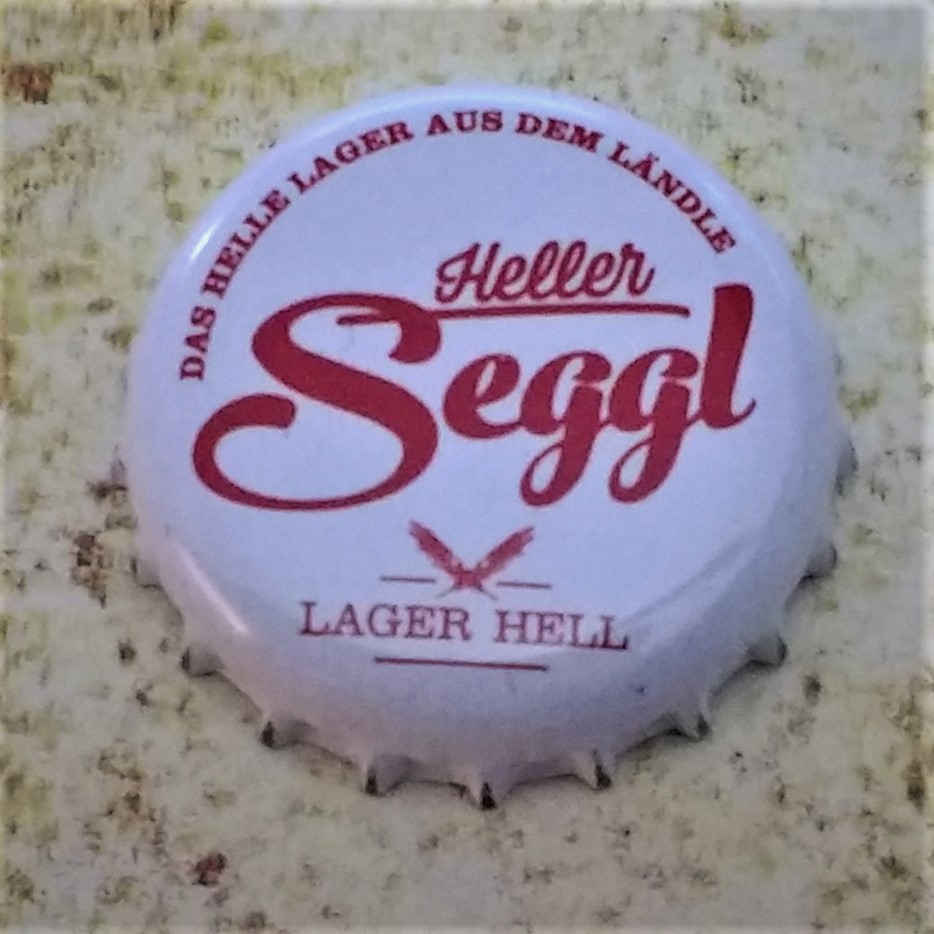 DAS HELLE LAGER AUS DEM LÄNDLE
Heller
Seggl
LAGER HELL